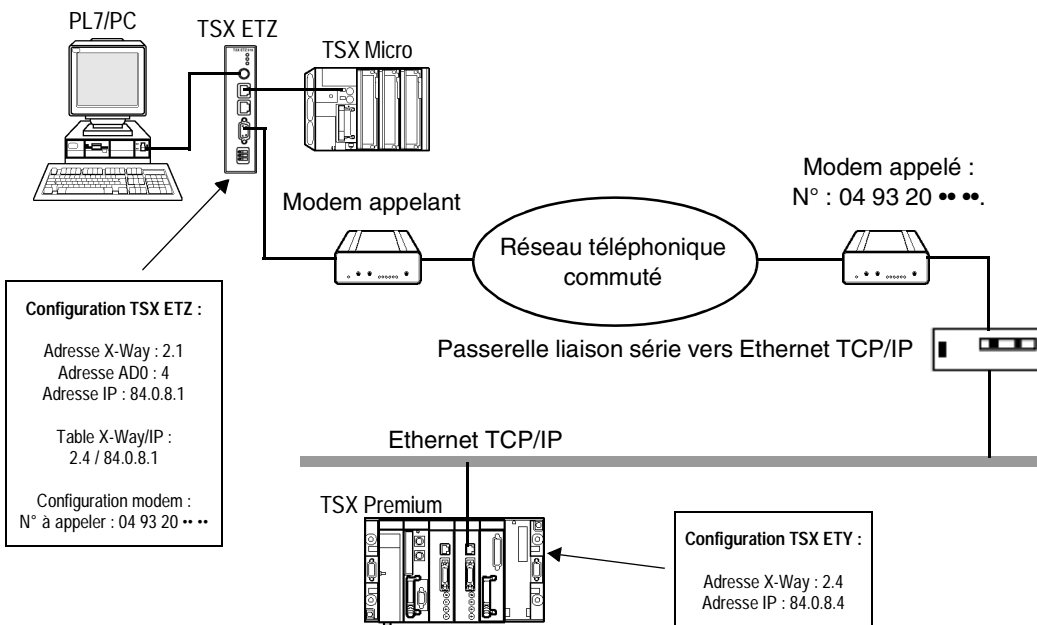 PL7/PC
TSX ETZ
TSX Micro
Modem appelant
Modem appelé :
N° : 04 93 20 •• ••.
Réseau téléphonique
commuté
Configuration TSX ETZ :
Adresse X-Way : 2.1
Adresse AD0 : 4
Adresse IP : 84.0.8.1
Table X-Way/IP :
2.4 / 84.0.8.1
Configuration modem :
N° à appeler : 04 93 20 •• ••
Passerelle liaison série vers Ethernet TCP/IP
Ethernet TCP/IP
TSX Premium
Configuration TSX ETY :
Adresse X-Way : 2.4
Adresse IP : 84.0.8.4